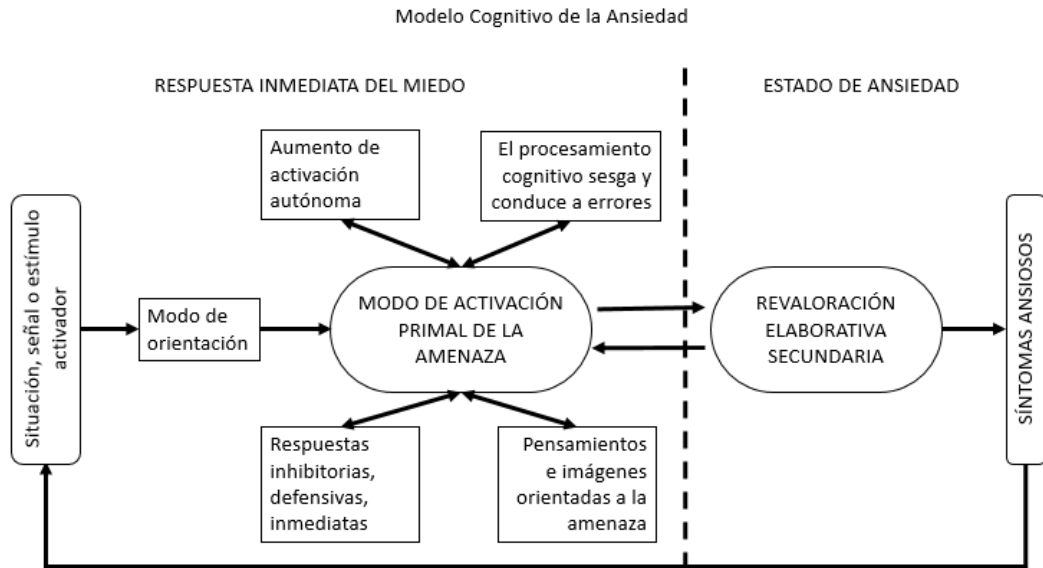 Modelo Cognitivo de la Ansiedad
RESPUESTA INMEDIATA DEL MIEDO
ESTADO DE ANSIEDAD
Aumento de
activación
autónoma
El procesamiento
cognitivo sesga y
conduce a errores
Situación, señal o estímulo
activador
Modo de
orientación
MODO DE ACTIVACIÓN
PRIMAL DE LA
AMENAZA
REVALORACIÓN
ELABORATIVA
SECUNDARIA
SÍNTOMAS ANSIOSOS
Respuestas
inhibitorias,
defensivas,
inmediatas
Pensamientos
e imágenes
orientadas a la
amenaza